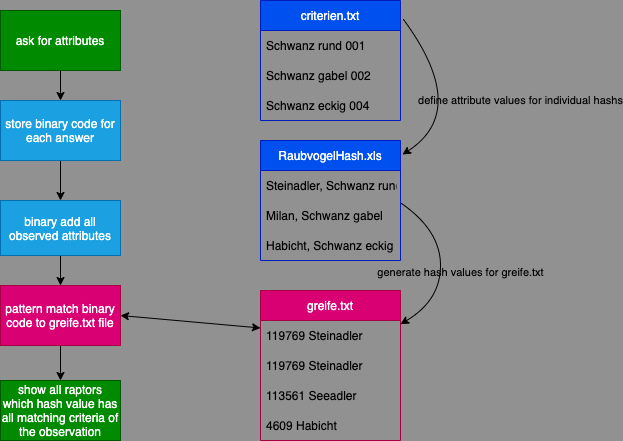 ask for attributes
store binary code for
each answer
binary add all
observed attributes
pattern match binary
code to greife.txt file
show all raptors
which hash value has
all matching criteria of
the observation
criterien.txt
Schwanz rund 001
Schwanz gabel 002
Schwanz eckig 004
define attribute values for individual hashs
RaubvogelHash.xls
Steinadler, Schwanz run
Milan, Schwanz gabel
Habicht, Schwanz eckig
generate hash values for greife.txt
greife.txt
119769 Steinadler
119769 Steinadler
113561 Seeadler
4609 Habicht